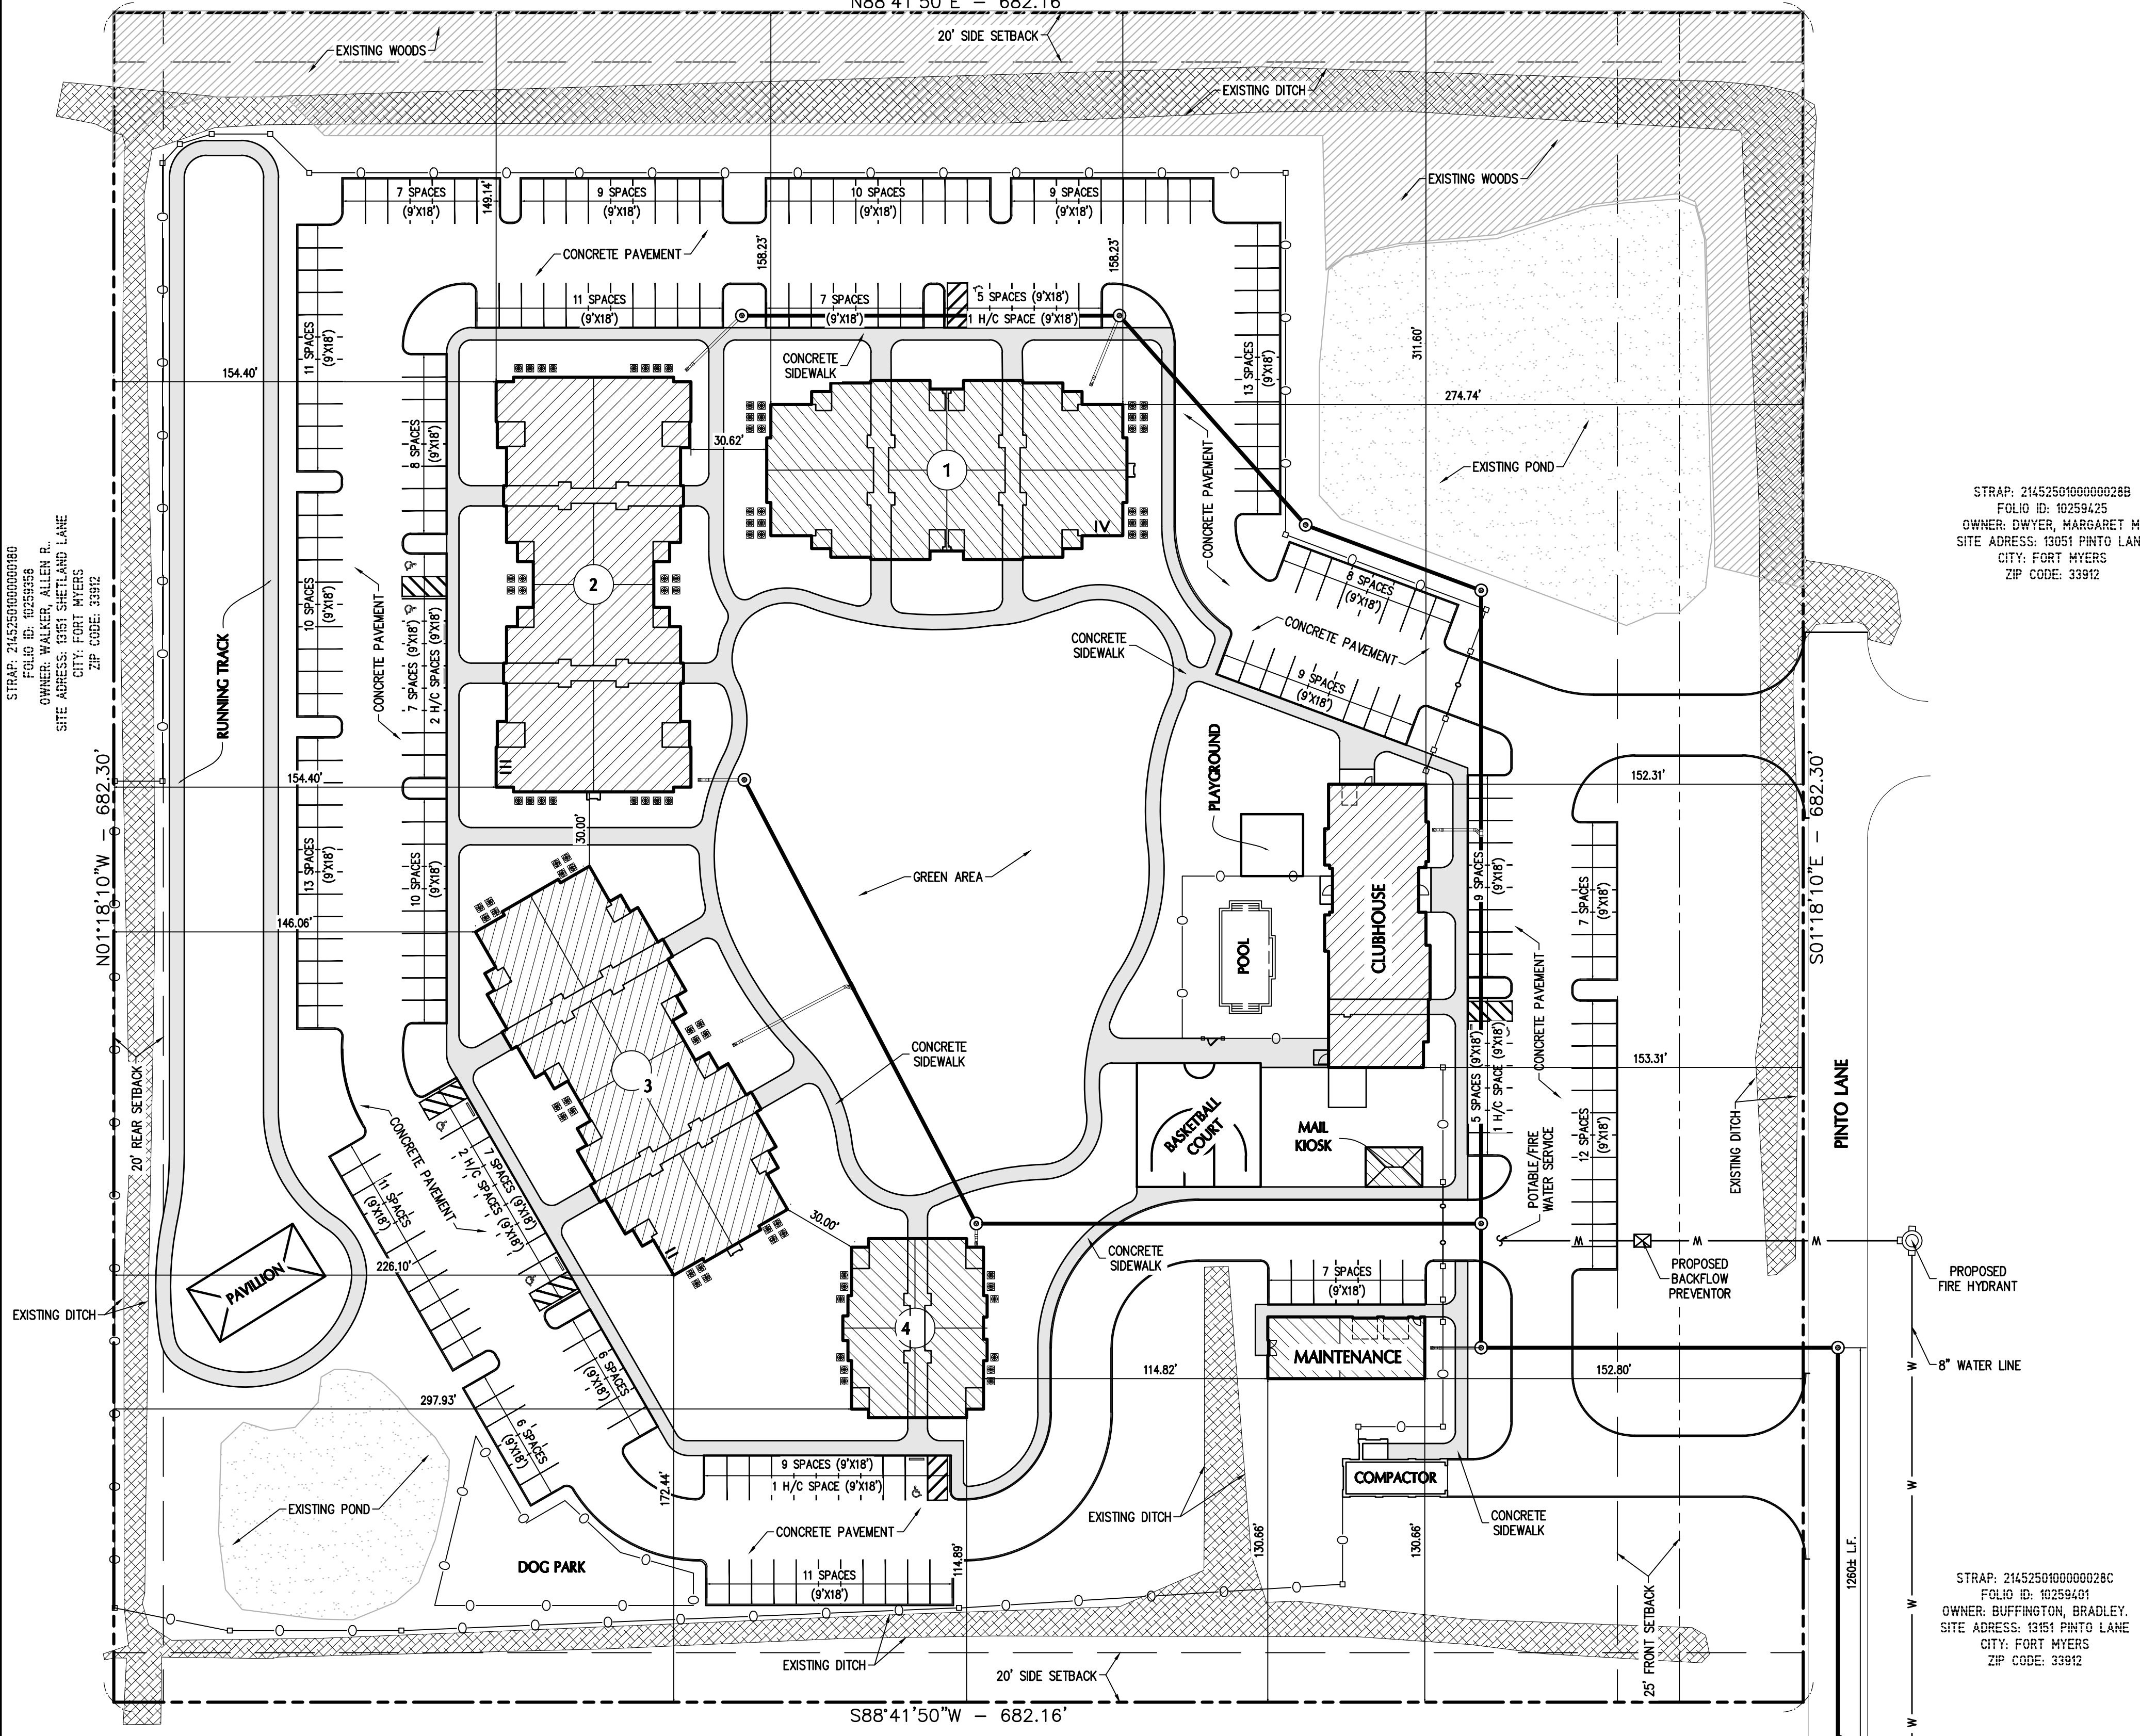 N88°41'50"E - 682.16'
EXISTING WOODS
20' SIDE SETBACK
EXISTING DITCH
EXISTING WOODS
7 SPACES
(9'X18')
149.14'
9 SPACES
(9'X18')
10 SPACES
(9'X18')
9 SPACES
(9'X18')
CONCRETE PAVEMENT
158.23'
158.23'
11 SPACES
(9'X18')
7 SPACES
(9'X18')
5 SPACES (9'X18')
1 H/C SPACE (9'X18')
11 SPACES
(9'X18')
CONCRETE
SIDEWALK
13 SPACES
(9'X18')
311.60'
154.40'
274.74'
8 SPACES
(9'X18')
30.62'
1
IV
CONCRETE PAVEMENT
EXISTING POND
STRAP: 2145250100000028B
FOLIO ID: 10259425
OWNER: DWYER, MARGARET M
SITE ADRESS: 13051 PINTO LAN
CITY: FORT MYERS
ZIP CODE: 33912
STRAP: 21452501000000180
FOLIO ID: 10259358
OWNER: WALKER, ALLEN R..
SITE ADRESS: 13151 SHETLAND LANE
CITY: FORT MYERS
ZIP CODE: 33912
2
III
10 SPACES
(9'X18')
CONCRETE PAVEMENT
7 SPACES (9'X18')
2 H/C SPACES (9'X18')
RUNNING TRACK
8 SPACES
(9'X18')
CONCRETE PAVEMENT
CONCRETE
SIDEWALK
9 SPACES
(9'X18')
N01°18'10"W - 682.30'
154.40'
PLAYGROUND
152.31'
S01°18'10"E - 682.30'
30.00'
13 SPACES
(9'X18')
10 SPACES
(9'X18')
GREEN AREA
9 SPACES
(9'X18')
7 SPACES
(9'X18')
146.06'
POOL
CLUBHOUSE
CONCRETE PAVEMENT
CONCRETE
SIDEWALK
3
II
153.31'
5 SPACES (9'X18')
1 H/C SPACE (9'X18')
12 SPACES
(9'X18')
20' REAR SETBACK
CONCRETE PAVEMENT
7 SPACES (9'X18')
2 H/C SPACES (9'X18')
11 SPACES
(9'X18')
BASKETBALL
COURT
MAIL
KIOSK
POTABLE/FIRE
WATER SERVICE
EXISTING DITCH
PINTO LANE
30.00'
226.10'
PAVILLION
CONCRETE
SIDEWALK
W
W
W
PROPOSED
BACKFLOW
PREVENTOR
PROPOSED
FIRE HYDRANT
EXISTING DITCH
7 SPACES
(9'X18')
4
MAINTENANCE
6 SPACES
(9'X18')
114.82'
152.80'
W
8" WATER LINE
297.93'
6 SPACES
(9'X18')
172.44'
9 SPACES (9'X18')
1 H/C SPACE (9'X18')
COMPACTOR
W
EXISTING POND
EXISTING DITCH
CONCRETE
SIDEWALK
CONCRETE PAVEMENT
114.89'
130.66'
130.66'
1260± L.F.
DOG PARK
11 SPACES
(9'X18')
W
STRAP: 2145250100000028C
FOLIO ID: 10259401
OWNER: BUFFINGTON, BRADLEY.
SITE ADRESS: 13151 PINTO LANE
CITY: FORT MYERS
ZIP CODE: 33912
25' FRONT SETBACK
EXISTING DITCH
20' SIDE SETBACK
S88°41'50"W - 682.16'
W